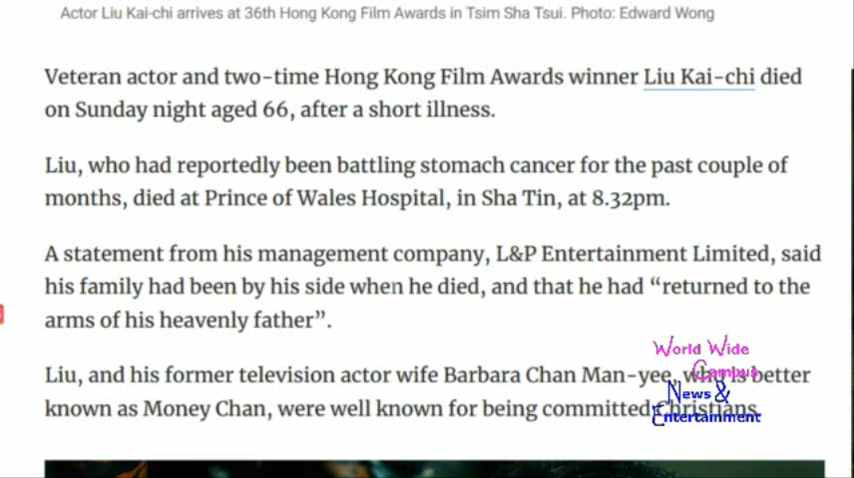 Actor Liu Kai-chi arrives at 36th Hong Kong Film Awards in Tsim Sha Tsui. Photo: Edward Wong
Veteran actor and two-time Hong Kong Film Awards winner Liu Kai-chi died
on Sunday night aged 66, after a short illness.
Liu, who had reportedly been battling stomach cancer for the past couple of
months, died at Prince of Wales Hospital, in Sha Tin, at 8.32pm.
A statement from his management company, L&P Entertainment Limited, said
his family had been by his side when he died, and that he had “returned to the
arms of his heavenly father”.
Liu, and his former television actor wife Barbara Chan Man-yee, who is better
known as Money Chan, were well known for being committed Christians.
World Wide
Campus
News &
Entertainment